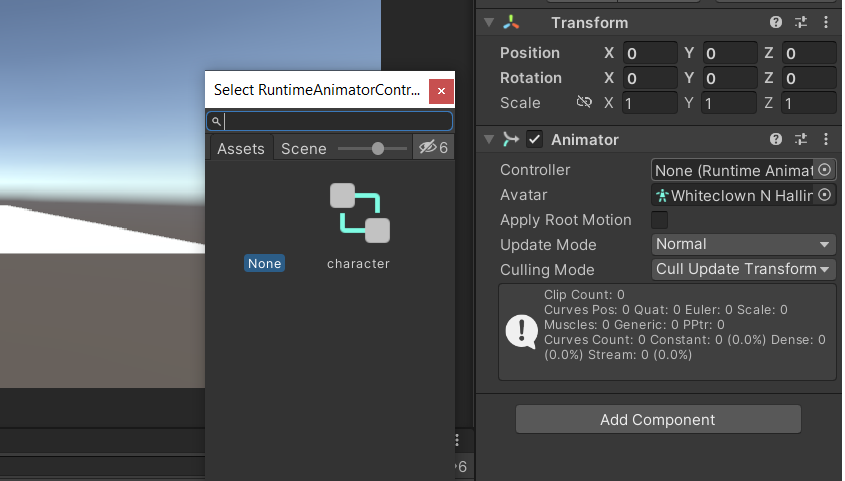 Transform
Position X 0 Y 0 Z 0
Rotation X 0 Y 0 Z 0
Scale X 1 Y 1 Z 1
Select RuntimeAnimatorContr...
Assets Scene 6
None
character
Animator
Controller None (Runtime Animat
Avatar Whiteclown N Hallin
Apply Root Motion
Update Mode Normal
Culling Mode Cull Update Transform
Clip Count: 0
Curves Pos: 0 Quat: 0 Euler: 0 Scale: 0
Muscles: 0 Generic: 0 PPtr: 0
Curves Count: 0 Constant: 0 (0.0%) Dense: 0
(0.0%) Stream: 0 (0.0%)
Add Component
6